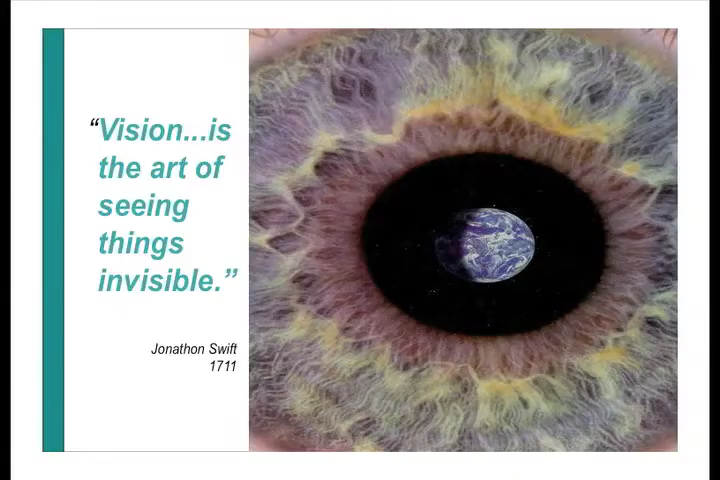 “Vision...is
the art of
seeing
things
invisible.”
Jonathon Swift
1711